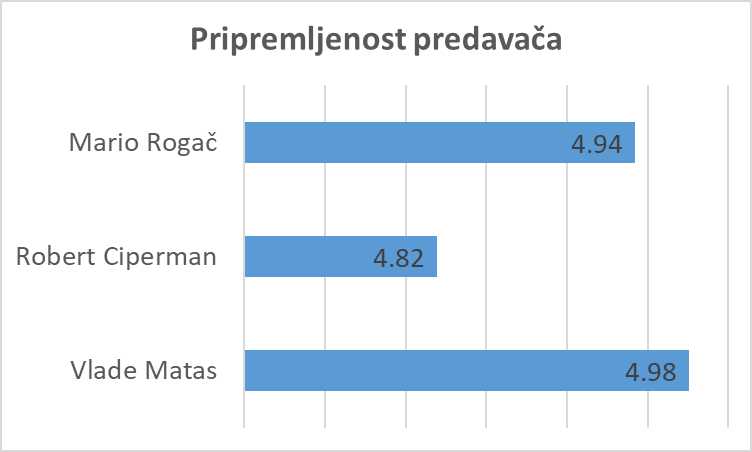 Pripremljenost predavača
Mario Rogač
4.94
Robert Ciperman
4.82
Vlade Matas
4.98